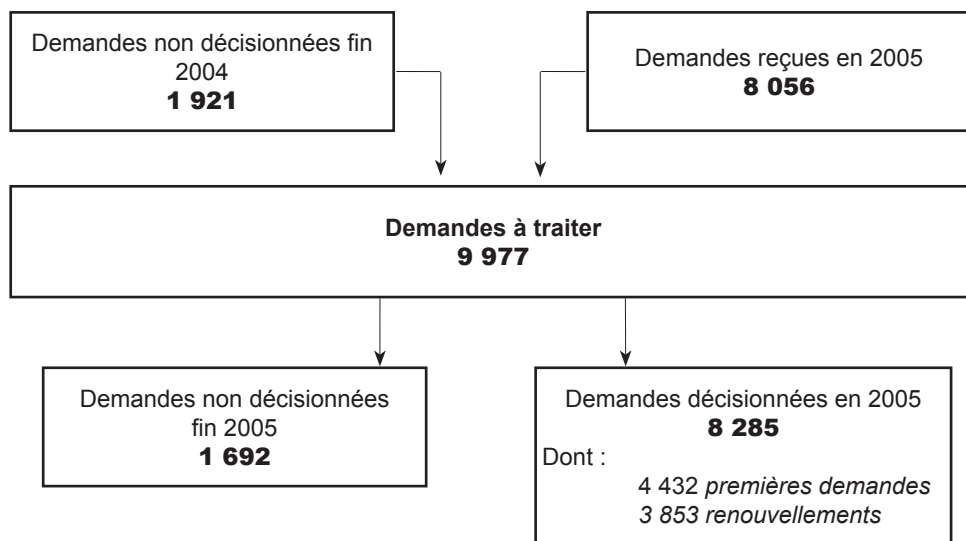 Demandes non décisionnées fin
2004
1 921
Demandes reçues en 2005
8 056
Demandes à traiter
9 977
Demandes non décisionnées
fin 2005
1 692
Demandes décisionnées en 2005
8 285
Dont :
4 432 premières demandes
3 853 renouvellements